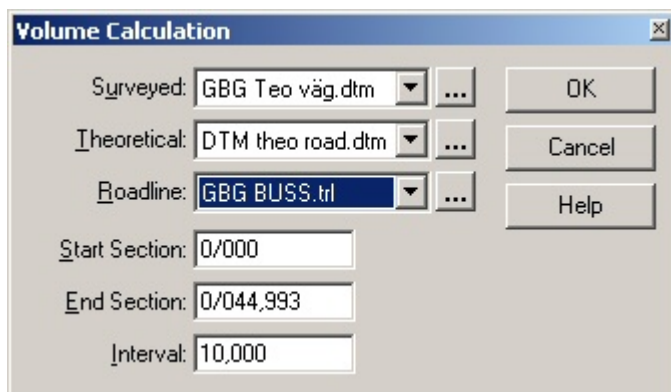 Volume Calculation
Surveyed: GBG Teo väg.dtm ... OK
Theoretical: DTM theo road.dtm ... Cancel
Roadline: GBG BUSS.trl ... Help
Start Section: 0/000
End Section: 0/044,993
Interval: 10,000